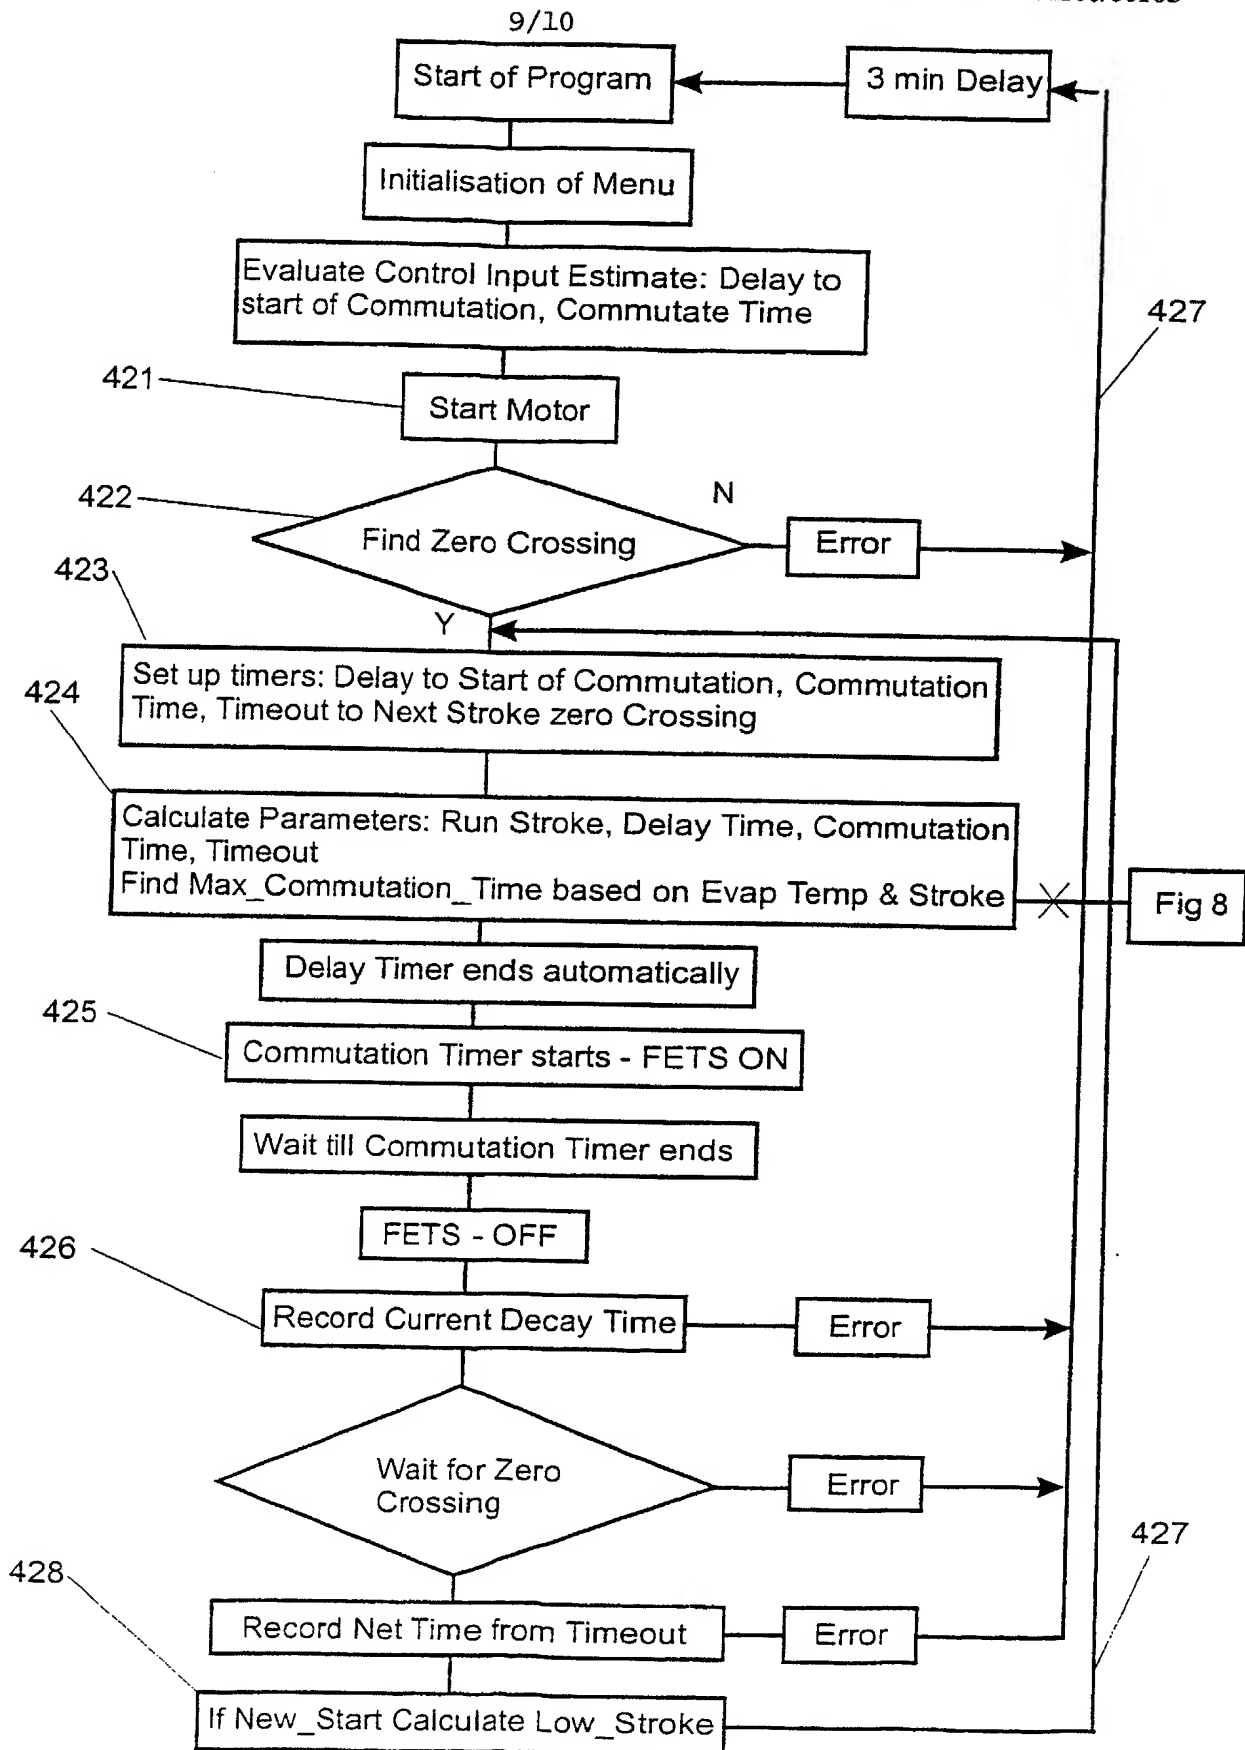 9/10
Start of Program
3 min Delay
Initialisation of Menu
Evaluate Control Input Estimate: Delay to
start of Commutation, Commutate Time
427
421
Start Motor
422
N
Find Zero Crossing
Error
423
Y
Set up timers: Delay to Start of Commutation, Commutation
Time, Timeout to Next Stroke zero Crossing
424
Calculate Parameters: Run Stroke, Delay Time, Commutation
Time, Timeout
Find Max_Commutation_Time based on Evap Temp & Stroke
Fig 8
Delay Timer ends automatically
425
Commutation Timer starts - FETS ON
Wait till Commutation Timer ends
FETS - OFF
426
Record Current Decay Time
Error
Wait for Zero
Crossing
Error
427
428
Record Net Time from Timeout
Error
If New_Start Calculate Low_Stroke